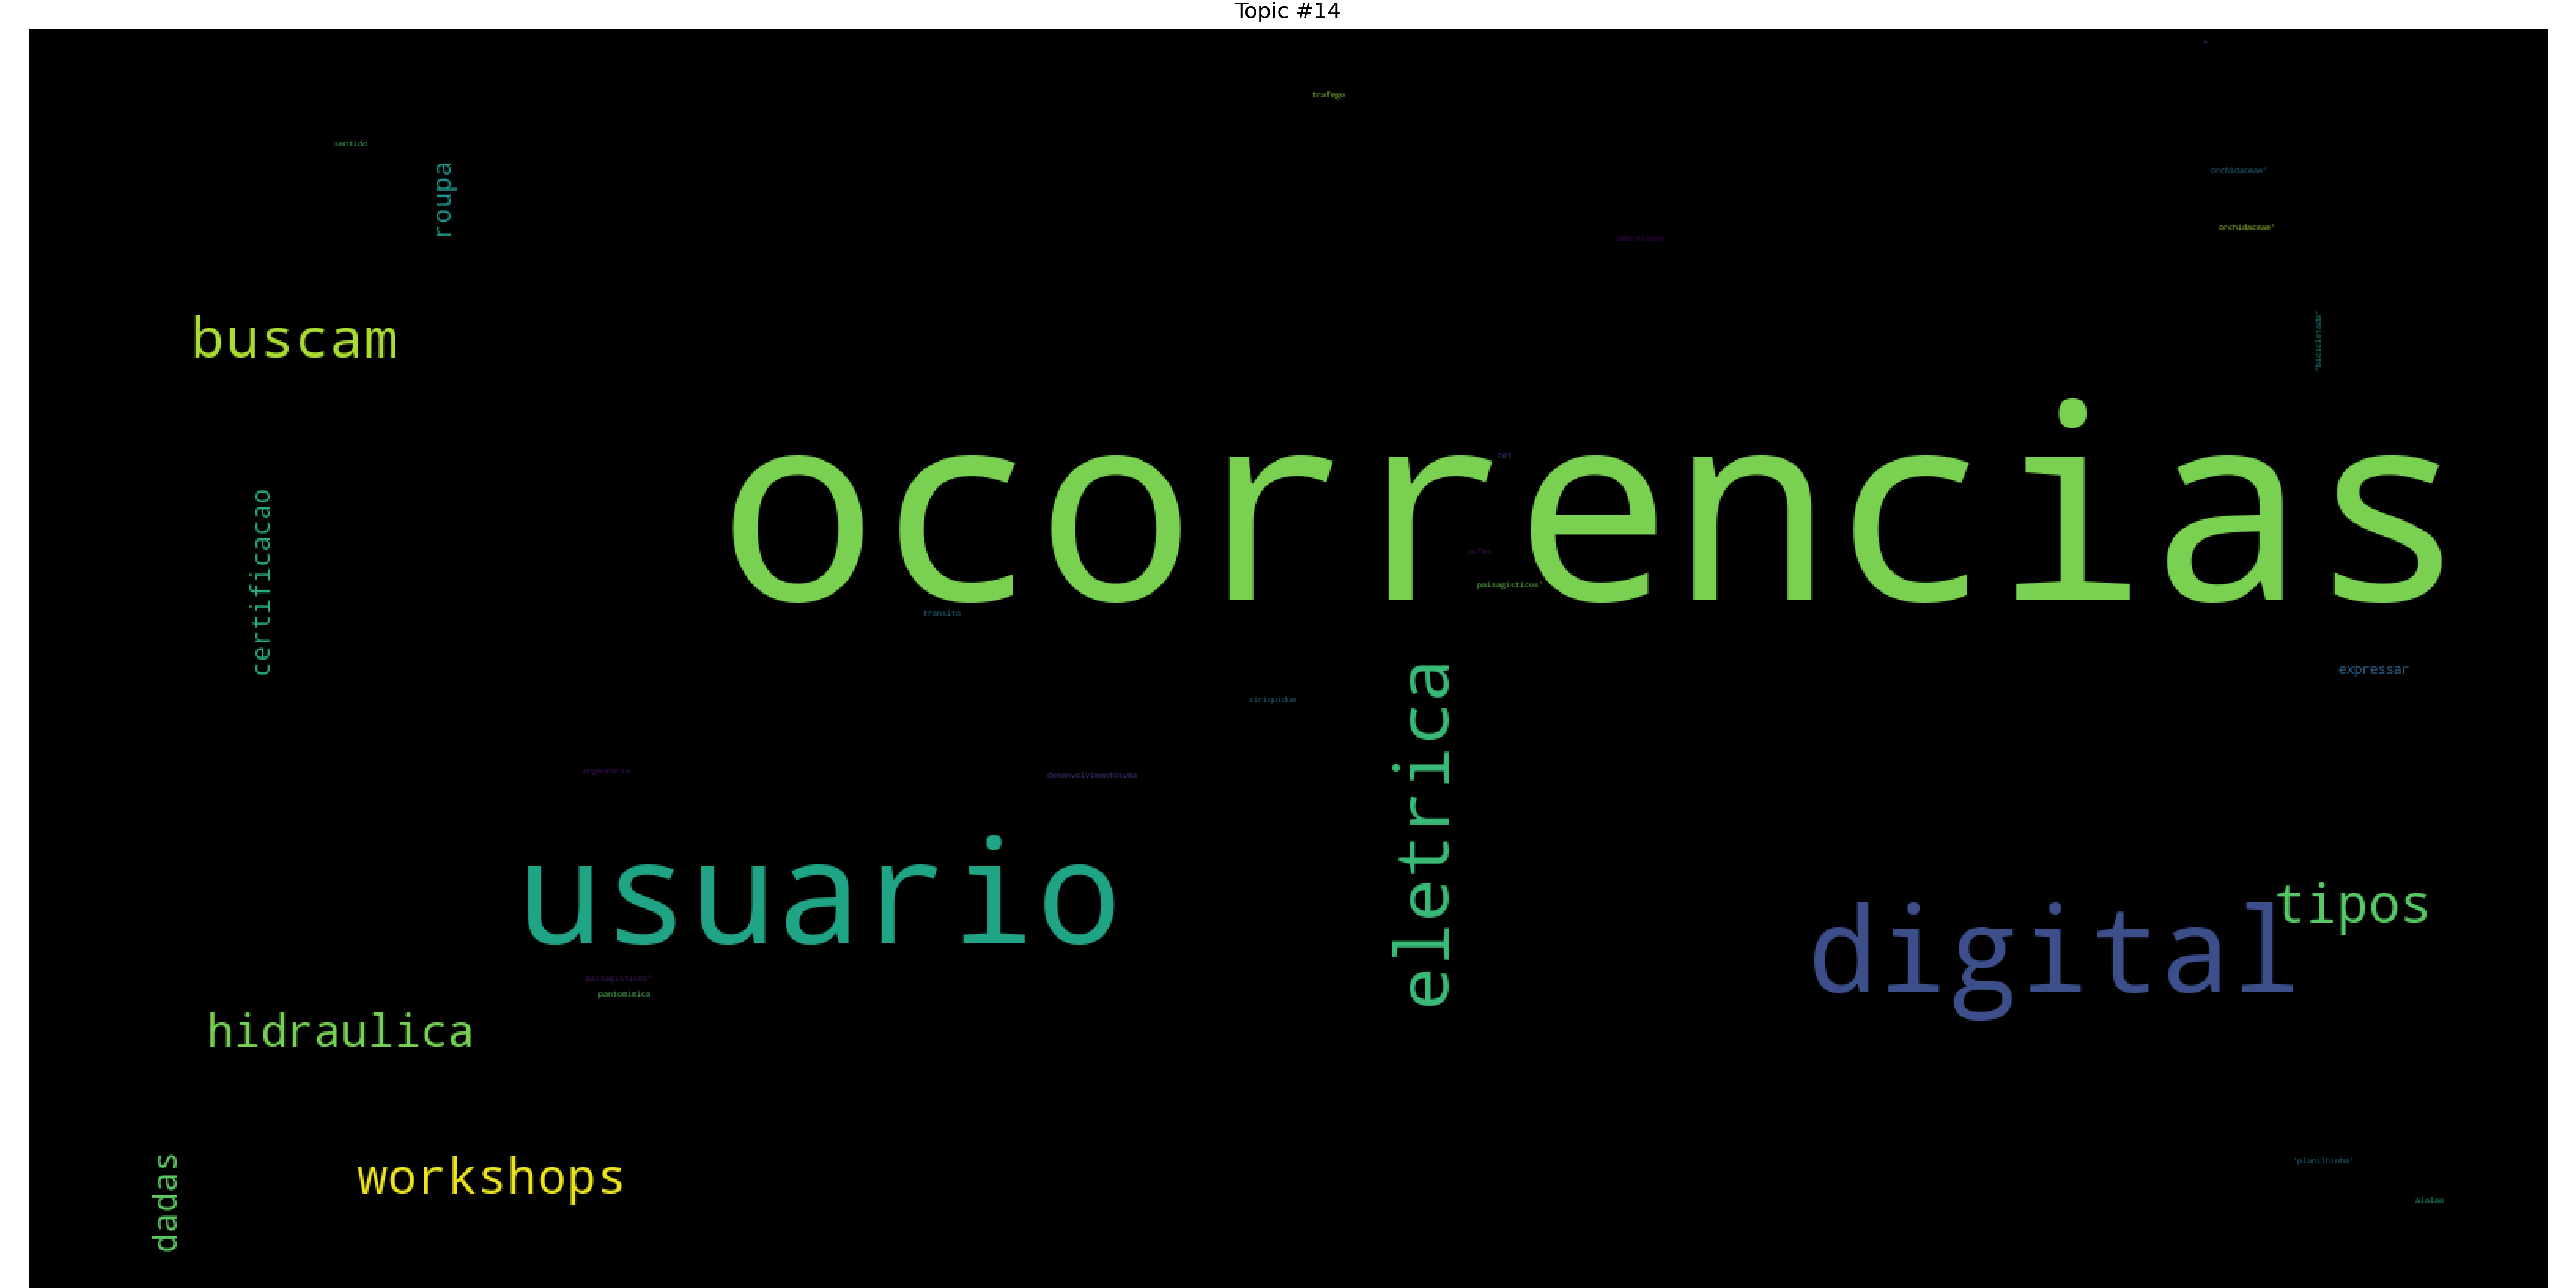 Topic #14
trafego
sentido
roupa
orchidaceae"
orchidaceae'
buscam
"bicicletada"
ocorrencias
cet
pufes
paisagisticos'
certificacao
transito
expressar
eletrica
ziriquidum
engenharia
desenvolvimentosvma
usuario
tipos
digital
paisagisticos"
pantomimica
hidraulica
workshops
dadas
'planilhinha'
alalao